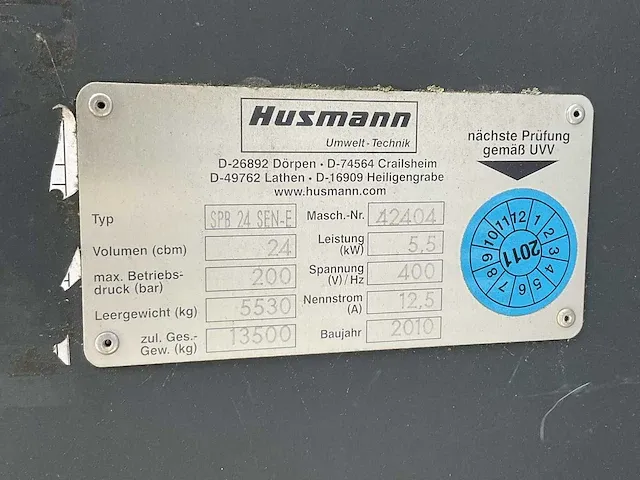 Husmann
Umwelt-Technik
D-26892 Dörpen • D-74564 Crailsheim
D-49762 Lathen • D-16909 Heiligengrabe
www.husmann.com
nächste Prüfung
gemäß UVV
Typ SPB 24 SEN-E
Volumen (cbm) 24
max. Betriebs-
druck (bar) 200
Leergewicht (kg) 5530
zul. Ges.-
Gew. (kg) 13500
Masch.-Nr. 42404
Leistung
(kW) 5,5
Spannung
(V) / Hz 400
Nennstrom
(A) 12,5
Baujahr 2010
1 2 3 4 5 6 7 8 9 10 11 12
2011